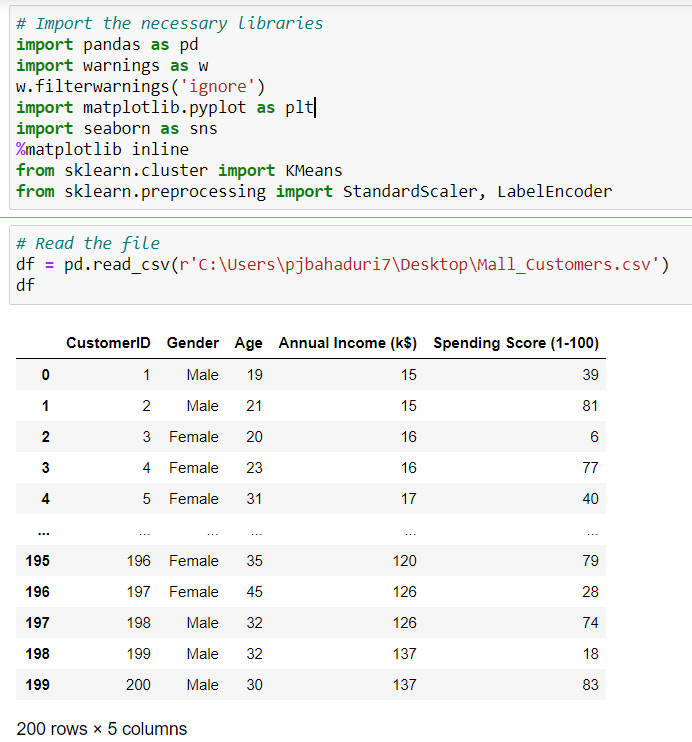 # Import the necessary libraries
import pandas as pd
import warnings as w
w.filterwarnings('ignore')
import matplotlib.pyplot as plt
import seaborn as sns
%matplotlib inline
from sklearn.cluster import KMeans
from sklearn.preprocessing import StandardScaler, LabelEncoder
# Read the file
df = pd.read_csv(r'C:\Users\pjbahaduri7\Desktop\Mall_Customers.csv')
df
CustomerID Gender Age Annual Income (k$) Spending Score (1-100)
0 1 Male 19 15 39
1 2 Male 21 15 81
2 3 Female 20 16 6
3 4 Female 23 16 77
4 5 Female 31 17 40
... ... ... ... ... ...
195 196 Female 35 120 79
196 197 Female 45 126 28
197 198 Male 32 126 74
198 199 Male 32 137 18
199 200 Male 30 137 83
200 rows × 5 columns